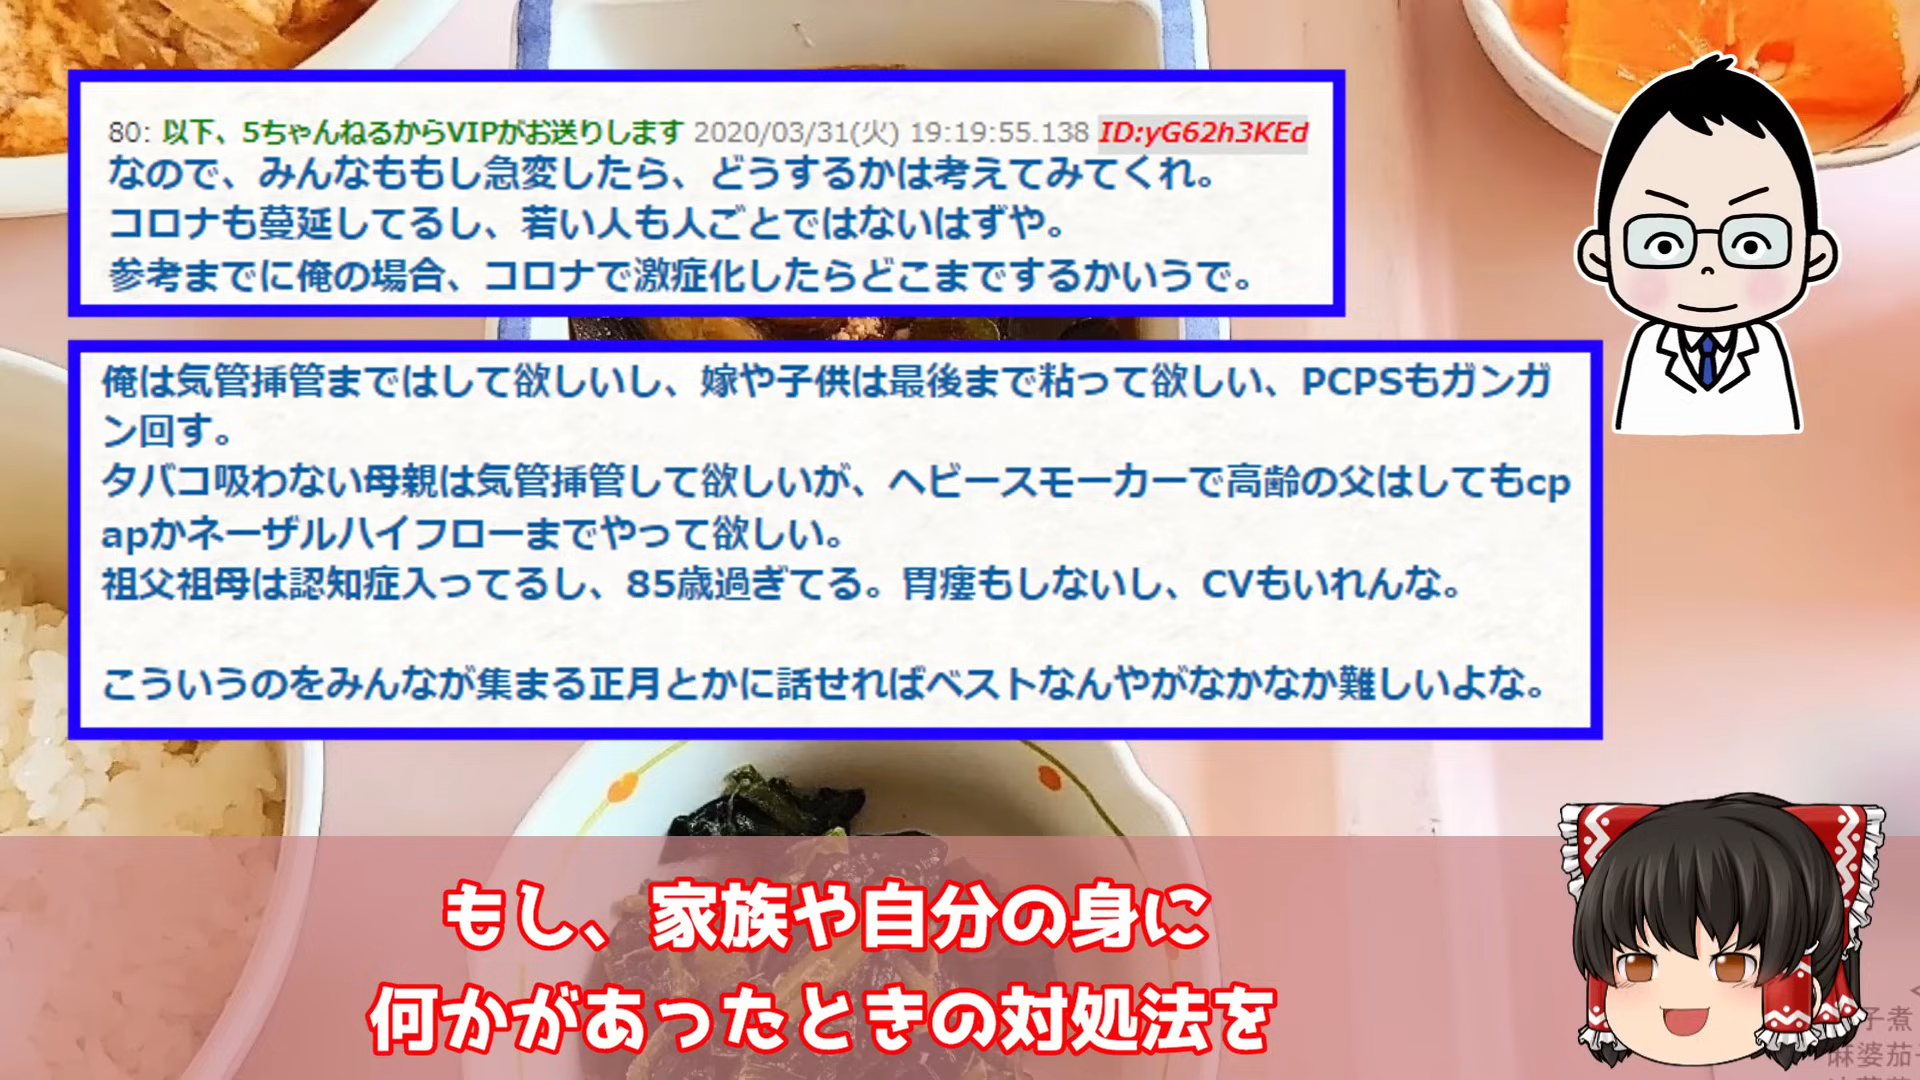 80: 以下、5ちゃんねるからVIPがお送りします 2020/03/31(火) 19:19:55.138 ID:yG62h3KEd
なので、みんなももし急変したら、どうするかは考えてみてくれ。
コロナも蔓延してるし、若い人も人ごとではないはずや。
参考までに俺の場合、コロナで激症化したらどこまでするかいうで。
俺は気管挿管まではして欲しいし、嫁や子供は最後まで粘って欲しい、PCPSもガンガ
ン回す。
タバコ吸わない母親は気管挿管して欲しいが、ヘビースモーカーで高齢の父はしてもcp
apかネーザルハイフローまでやって欲しい。
祖父祖母は認知症入ってるし、85歳過ぎてる。胃瘻もしないし、CVもいれんな。
こういうのをみんなが集まる正月とかに話せればベストなんやがなかなか難しいよな。
もし、家族や自分の身に
何かがあったときの対処法を
子煮
麻婆茄